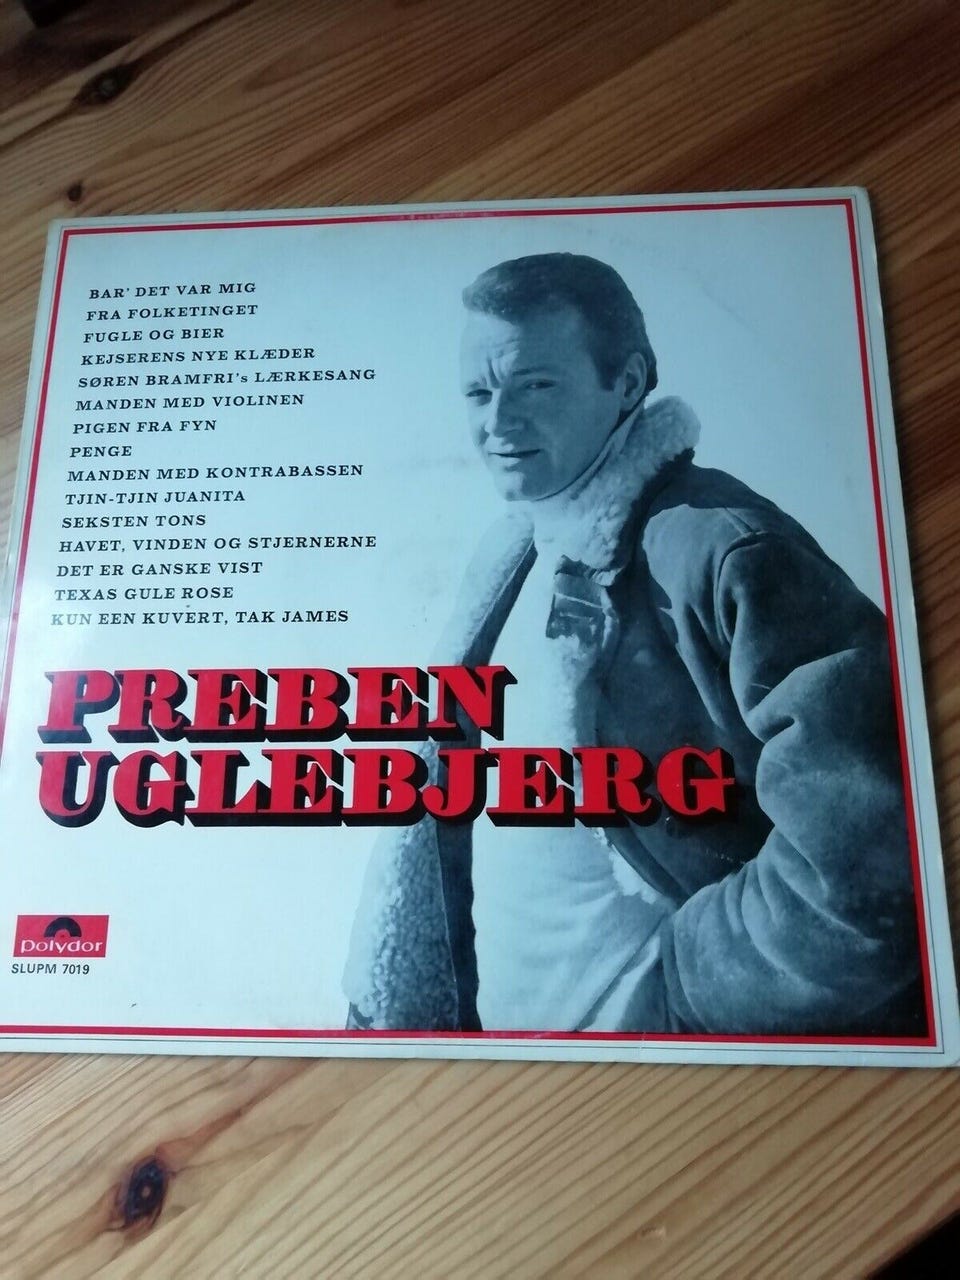 BAR' DET VAR MIG
FRA FOLKETINGET
FUGLE OG BIER
KEJSERENS NYE KLÆDER
SØREN BRAMFRI's LÆRKESANG
MANDEN MED VIOLINEN
PIGEN FRA FYN
PENGE
MANDEN MED KONTRABASSEN
TJIN-TJIN JUANITA
SEKSTEN TONS
HAVET, VINDEN OG STJERNERNE
DET ER GANSKE VIST
TEXAS GULE ROSE
KUN EEN KUVERT, TAK JAMES
PREBEN
UGLEBJERG
Polydor
SLUPM 7019